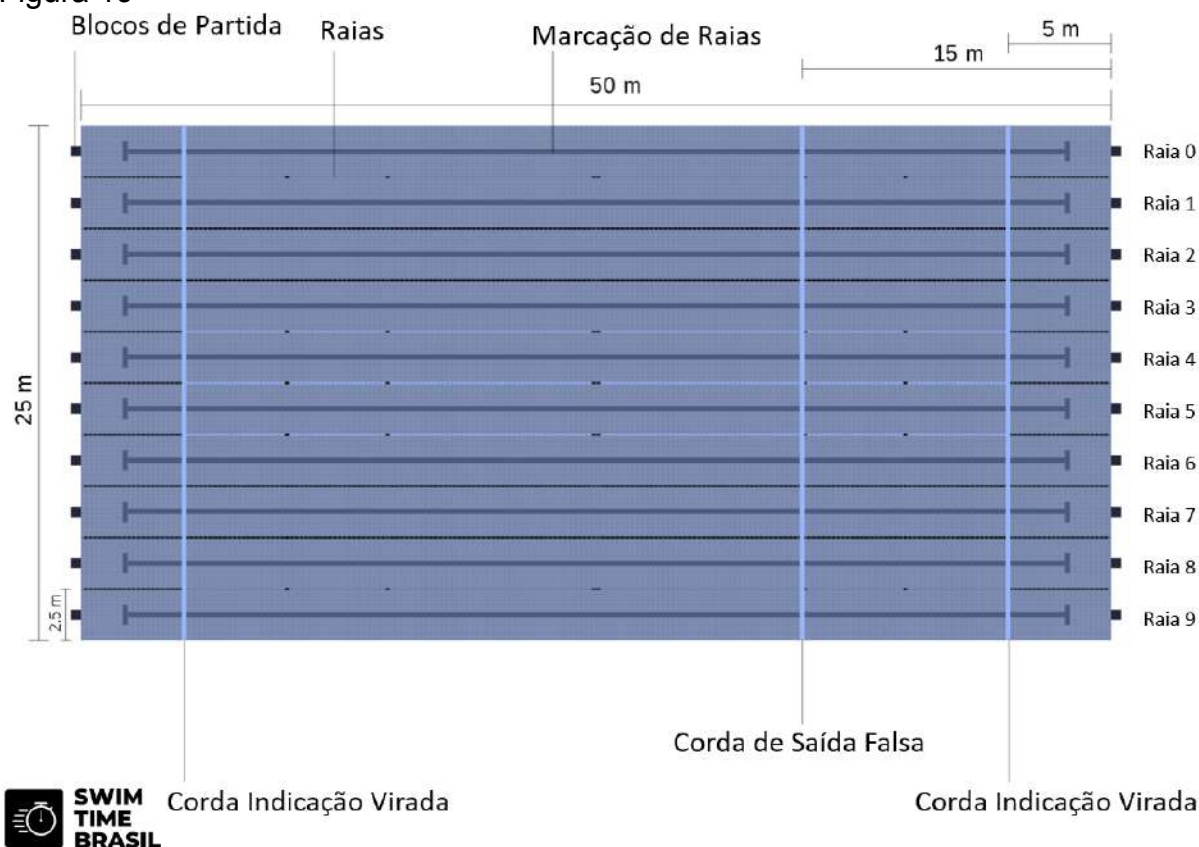 Blocos de Partida
Raias
Marcação de Raias
5 m
15 m
50 m
Raia 0
Raia 1
Raia 2
Raia 3
Raia 4
Raia 5
Raia 6
Raia 7
Raia 8
Raia 9
25 m
2.5 m
Corda de Saída Falsa
Corda Indicação Virada
Corda Indicação Virada
SWIM
TIME
BRASIL